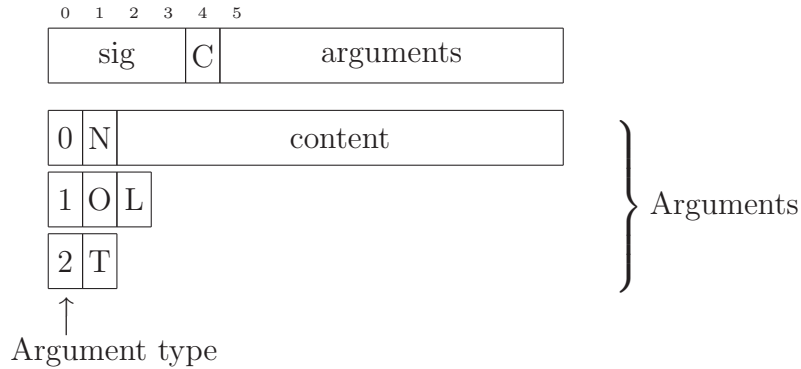 0 1 2 3 4 5
sig C arguments
0 N content
1 O L
Arguments
2 T
Argument type